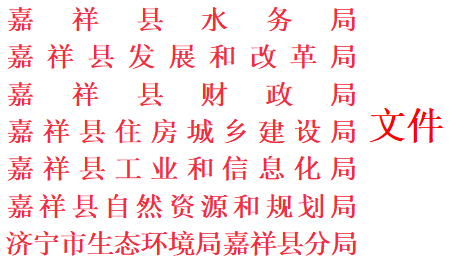 嘉祥县水务局
嘉祥县发展和改革局
嘉祥县财政局
嘉祥县住房城乡建设局
嘉祥县工业和信息化局
嘉祥县自然资源和规划局
济宁市生态环境局嘉祥县分局
文件